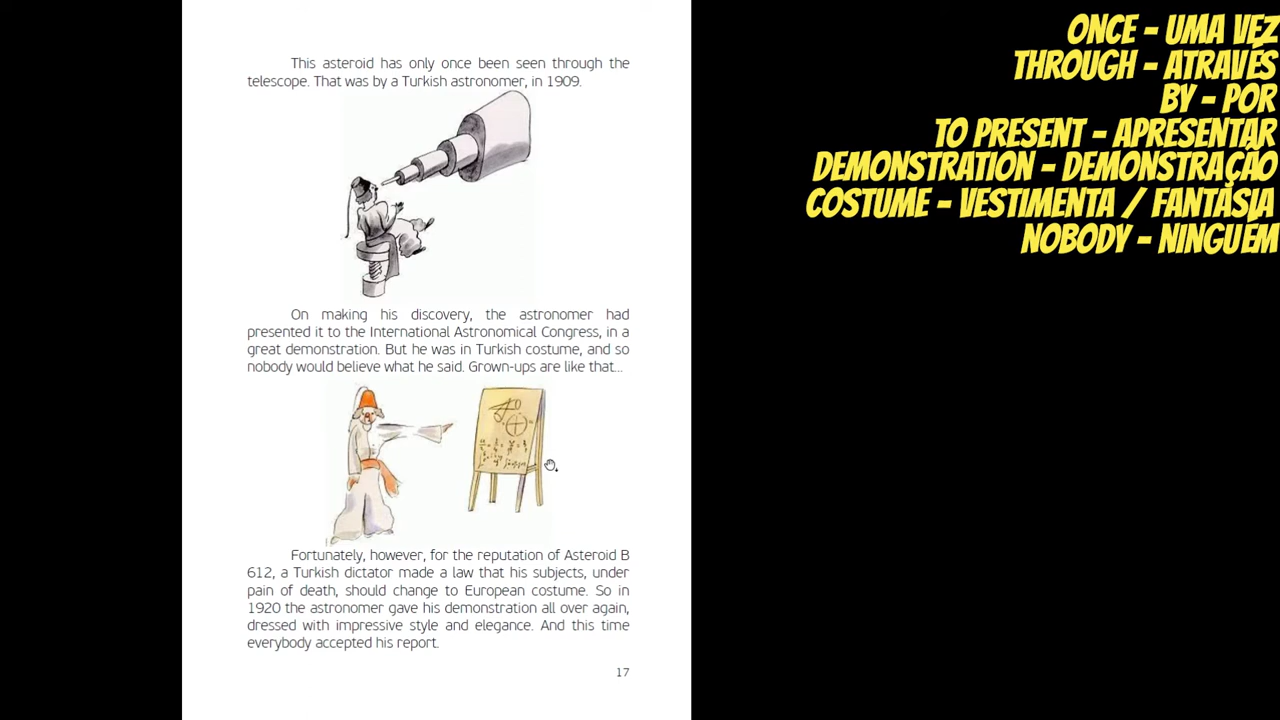 This asteroid has only once been seen through the
telescope. That was by a Turkish astronomer, in 1909.
On making his discovery, the astronomer had
presented it to the International Astronomical Congress, in a
great demonstration. But he was in Turkish costume, and so
nobody would believe what he said. Grown-ups are like that...
Fortunately, however, for the reputation of Asteroid B
612, a Turkish dictator made a law that his subjects, under
pain of death, should change to European costume. So in
1920 the astronomer gave his demonstration all over again,
dressed with impressive style and elegance. And this time
everybody accepted his report.
17
ONCE - UMA VEZ
THROUGH - ATRAVÉS
BY - POR
TO PRESENT - APRESENTAR
DEMONSTRATION - DEMONSTRAÇÃO
COSTUME - VESTIMENTA / FANTASIA
NOBODY - NINGUÉM